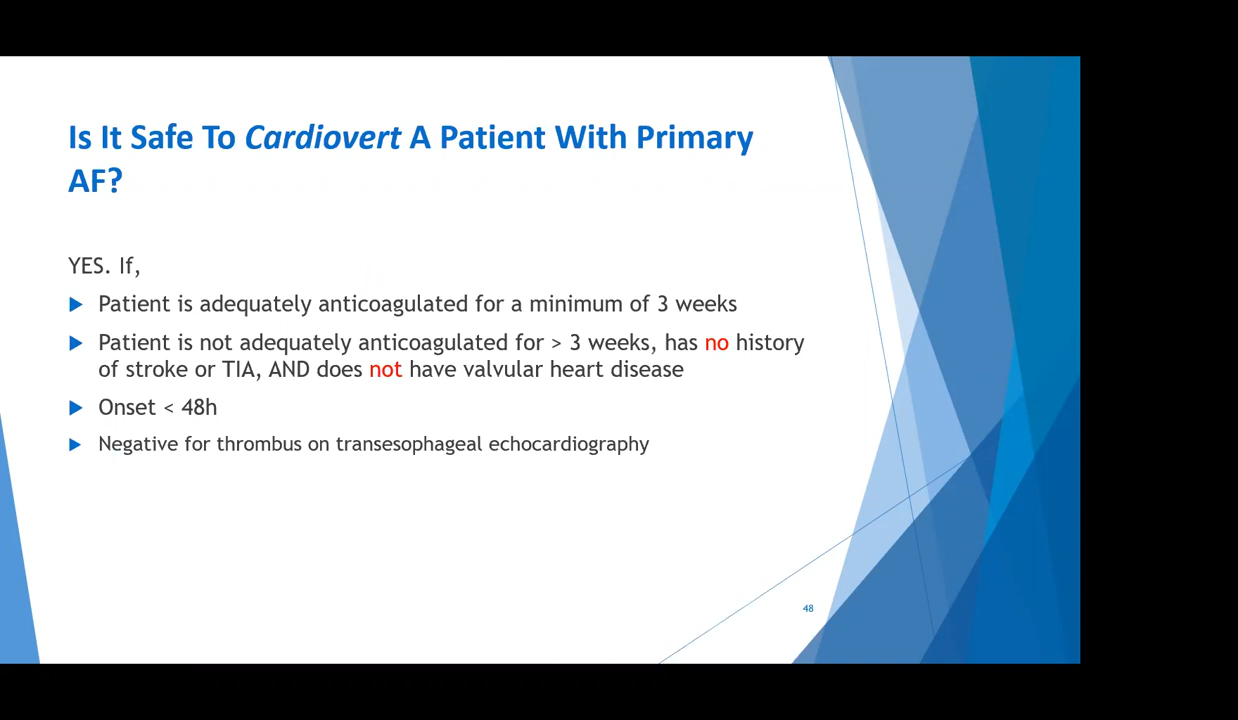 Is It Safe To Cardiovert A Patient With Primary
AF?
YES. If,
Patient is adequately anticoagulated for a minimum of 3 weeks
Patient is not adequately anticoagulated for > 3 weeks, has no history
of stroke or TIA, AND does not have valvular heart disease
Onset < 48h
Negative for thrombus on transesophageal echocardiography
48